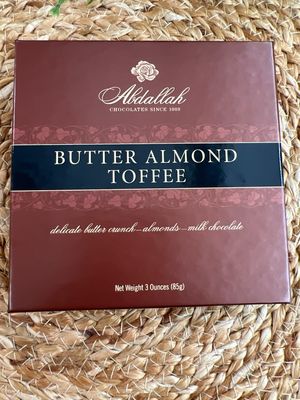 Abdallah
CHOCOLATES SINCE 1909
BUTTER ALMOND
TOFFEE
delicate butter crunch—almonds—milk chocolate
Net Weight 3 Ounces (85g)